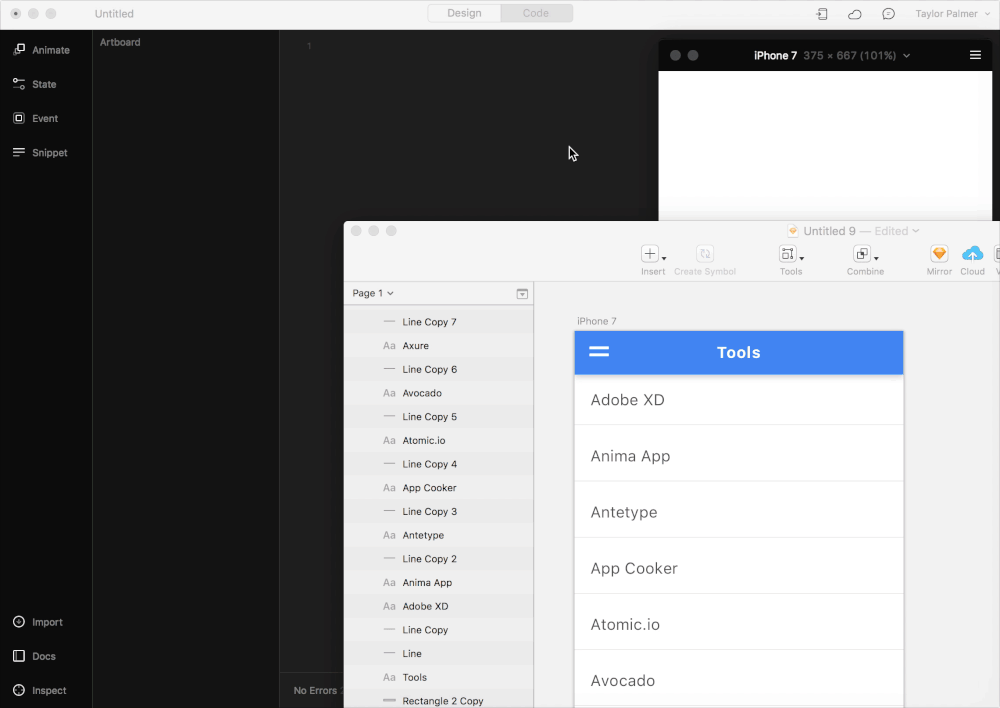 Untitled
Design
Code
Taylor Palmer
Animate
State
Event
Snippet
Import
Docs
Inspect
Artboard
1
No Errors
iPhone 7 375 × 667 (101%)
Untitled 9 — Edited
Insert
Create Symbol
Tools
Combine
Mirror
Cloud
Page 1
Line Copy 7
Aa Axure
Line Copy 6
Aa Avocado
Line Copy 5
Aa Atomic.io
Line Copy 4
Aa App Cooker
Line Copy 3
Aa Antetype
Line Copy 2
Aa Anima App
Aa Adobe XD
Line Copy
Line
Aa Tools
Rectangle 2 Copy
iPhone 7
Tools
Adobe XD
Anima App
Antetype
App Cooker
Atomic.io
Avocado